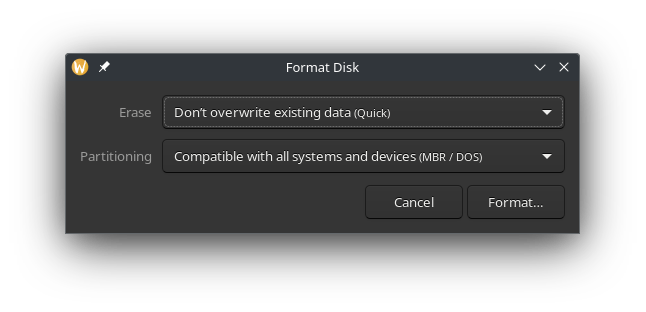 Format Disk
Erase
Don’t overwrite existing data (Quick)
Partitioning
Compatible with all systems and devices (MBR / DOS)
Cancel
Format…